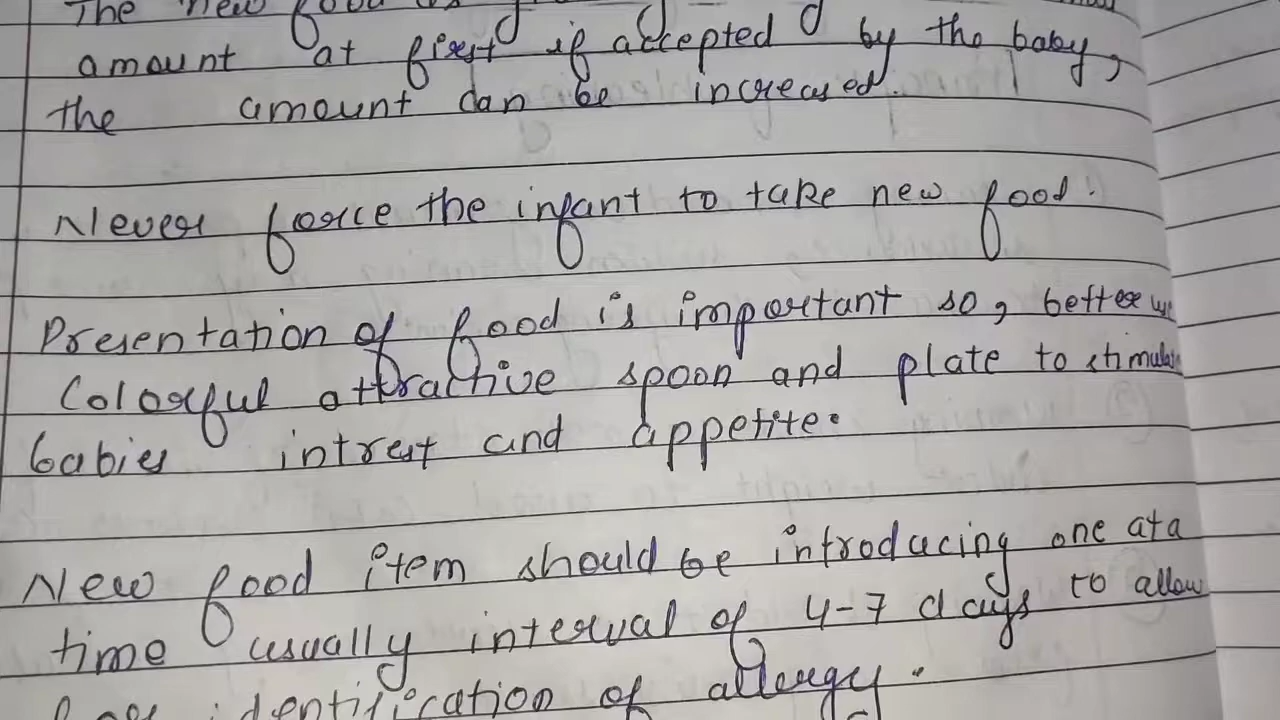 The new food
amount at first if accepted by the baby,
the amount can be increased.
Never force the infant to take new food.
Presentation of food is important so, better
Colorful attractive spoon and plate to stimulate
babies intrest and appetite.
New food item should be introducing one at a
time usually interval of 4-7 days to allow
identification of allergy.